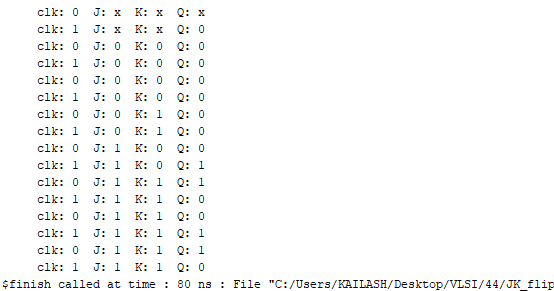 clk: 0 J: x K: x Q: x
clk: 1 J: x K: x Q: 0
clk: 0 J: 0 K: 0 Q: 0
clk: 1 J: 0 K: 0 Q: 0
clk: 0 J: 0 K: 0 Q: 0
clk: 1 J: 0 K: 0 Q: 0
clk: 0 J: 0 K: 1 Q: 0
clk: 1 J: 0 K: 1 Q: 0
clk: 0 J: 1 K: 0 Q: 0
clk: 1 J: 1 K: 0 Q: 1
clk: 0 J: 1 K: 1 Q: 1
clk: 1 J: 1 K: 1 Q: 0
clk: 0 J: 1 K: 1 Q: 0
clk: 1 J: 1 K: 1 Q: 1
clk: 0 J: 1 K: 1 Q: 1
clk: 1 J: 1 K: 1 Q: 0
$finish called at time : 80 ns : File "C:/Users/KAILASH/Desktop/VLSI/44/JK_flip